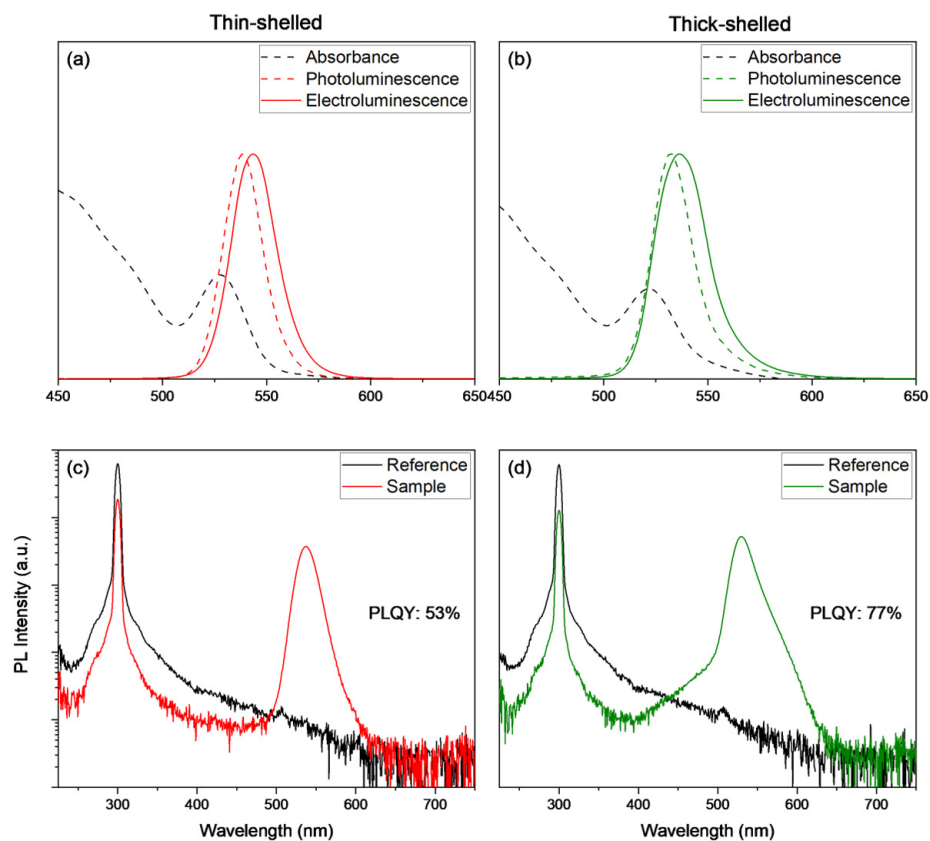 Thin-shelled
Thick-shelled
(a)
Absorbance
Photoluminescence
Electroluminescence
450 500 550 600 650
(b)
Absorbance
Photoluminescence
Electroluminescence
450 500 550 600 650
PL Intensity (a.u.)
(c)
Reference
Sample
PLQY: 53%
300 400 500 600 700
Wavelength (nm)
(d)
Reference
Sample
PLQY: 77%
300 400 500 600 700
Wavelength (nm)